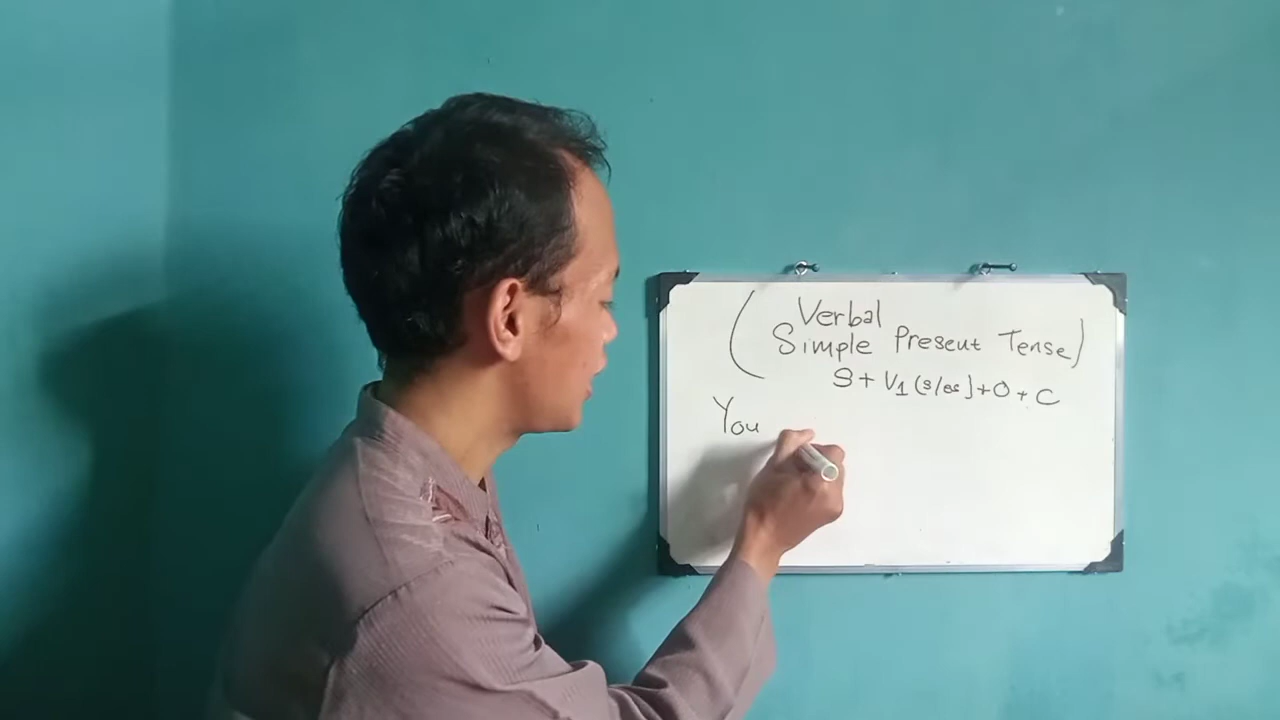 ( Verbal
Simple Present Tense)
S + V1 (s/es) + O + C
You